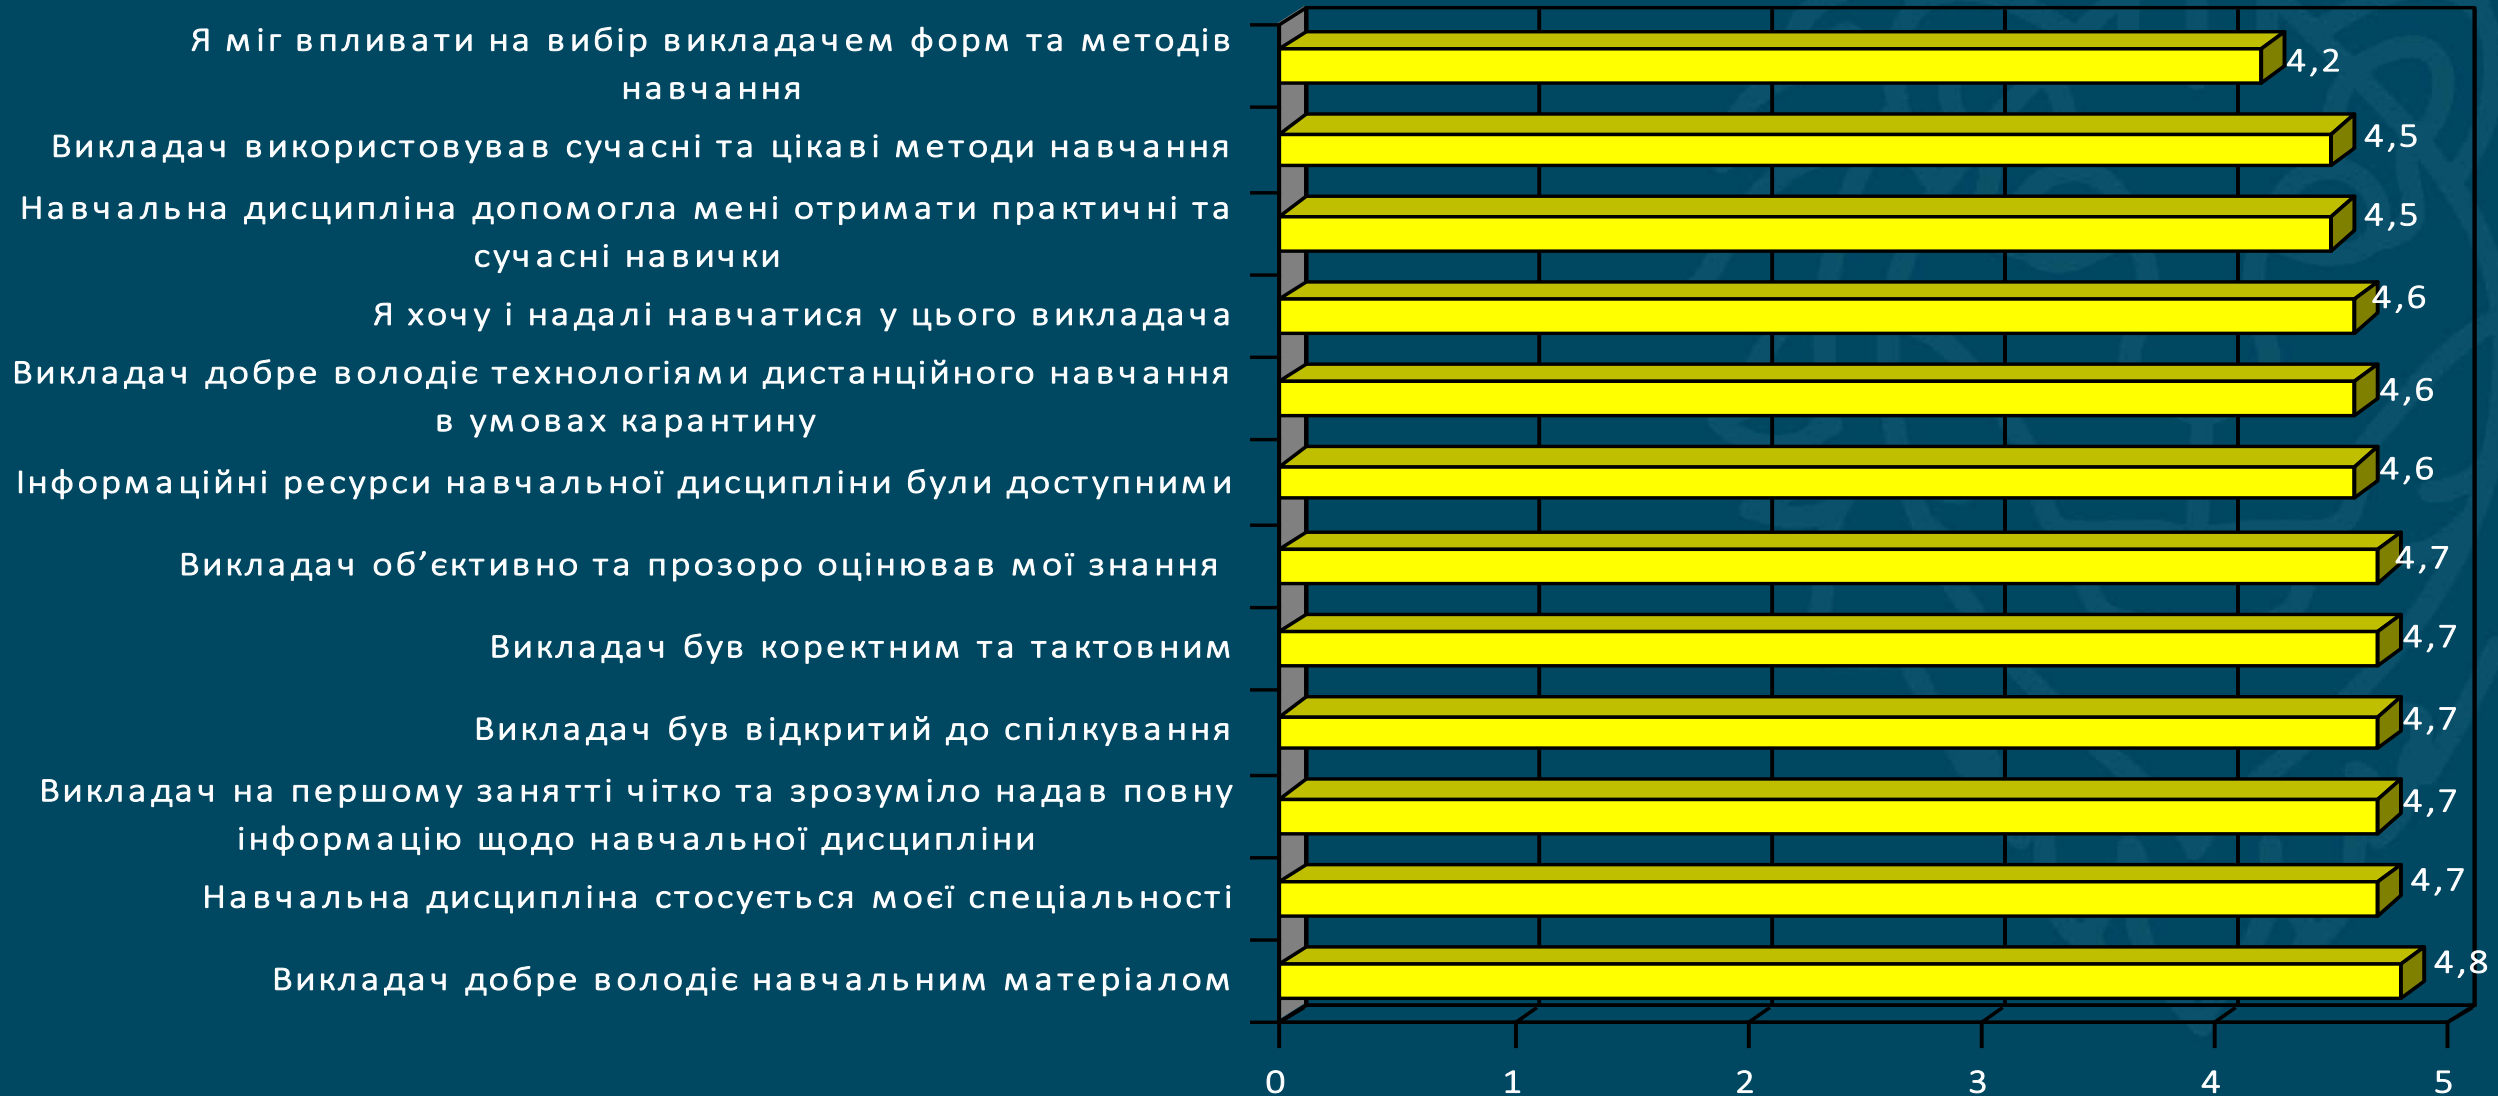 Я міг впливати на вибір викладачем форм та методів
навчання
4,2
Викладач використовував сучасні та цікаві методи навчання
4,5
Навчальна дисципліна допомогла мені отримати практичні та
сучасні навички
4,5
Я хочу і надалі навчатися у цього викладача
4,6
Викладач добре володіє технологіями дистанційного навчання
в умовах карантину
4,6
Інформаційні ресурси навчальної дисципліни були доступними
4,6
Викладач об’єктивно та прозоро оцінював мої знання
4,7
Викладач був коректним та тактовним
4,7
Викладач був відкритий до спілкування
4,7
Викладач на першому занятті чітко та зрозуміло надав повну
інформацію щодо навчальної дисципліни
4,7
Навчальна дисципліна стосується моєї спеціальності
4,7
Викладач добре володіє навчальним матеріалом
4,8
0 1 2 3 4 5